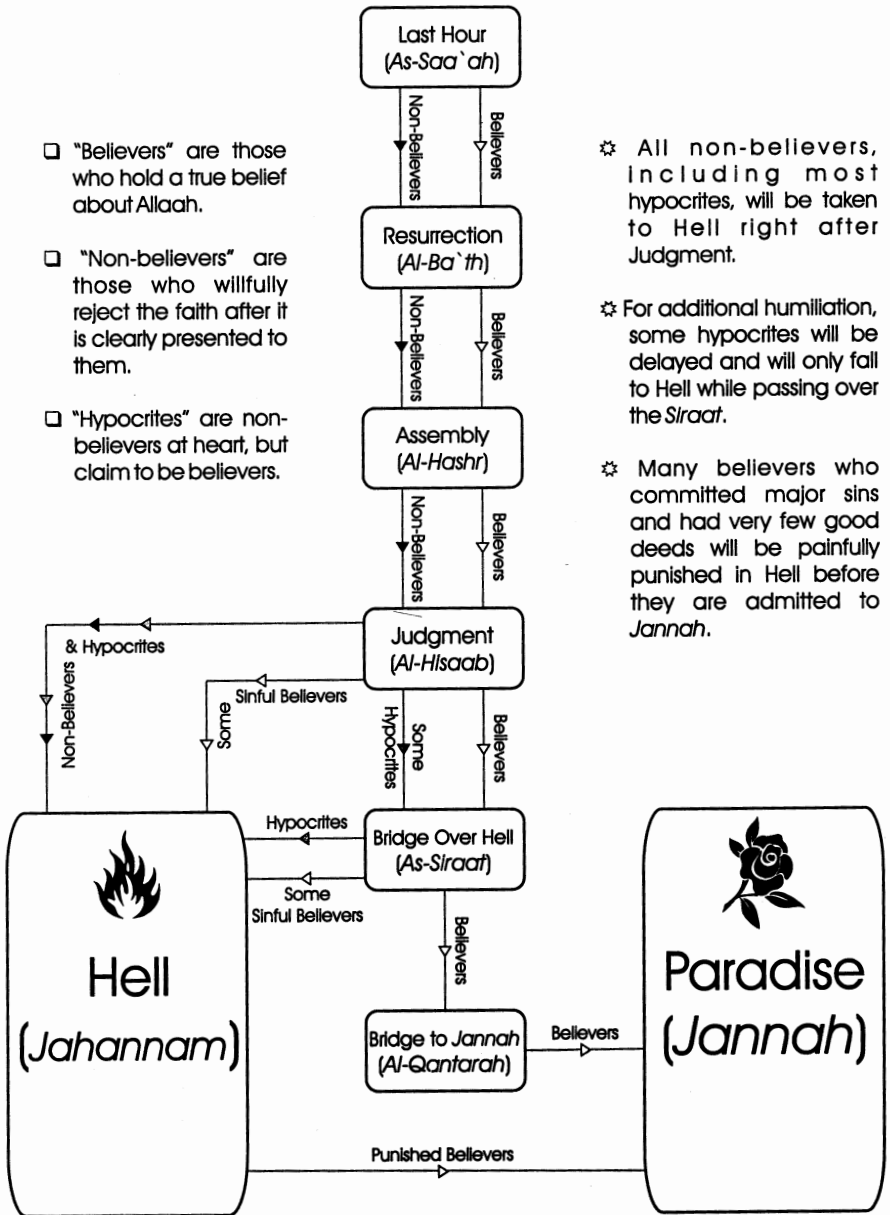 Last Hour
(As-Saa`ah)
Non-Believers
Believers
❑ "Believers" are those
who hold a true belief
about Allaah.
❑ "Non-believers" are
those who willfully
reject the faith after it
is clearly presented to
them.
❑ "Hypocrites" are non-
believers at heart, but
claim to be believers.
All non-believers,
including most
hypocrites, will be taken
to Hell right after
Judgment.
For additional humiliation,
some hypocrites will be
delayed and will only fall
to Hell while passing over
the Siraat.
Many believers who
committed major sins
and had very few good
deeds will be painfully
punished in Hell before
they are admitted to
Jannah.
Resurrection
(Al-Ba`th)
Non-Believers
Believers
Assembly
(Al-Hashr)
Non-Believers
Believers
Judgment
(Al-Hisaab)
& Hypocrites
Non-Believers
Sinful Believers
Some
Some
Hypocrites
Believers
Bridge Over Hell
(As-Siraat)
Hypocrites
Some
Sinful Believers
Believers
Hell
(Jahannam)
Bridge to Jannah
(Al-Qantarah)
Believers
Paradise
(Jannah)
Punished Believers